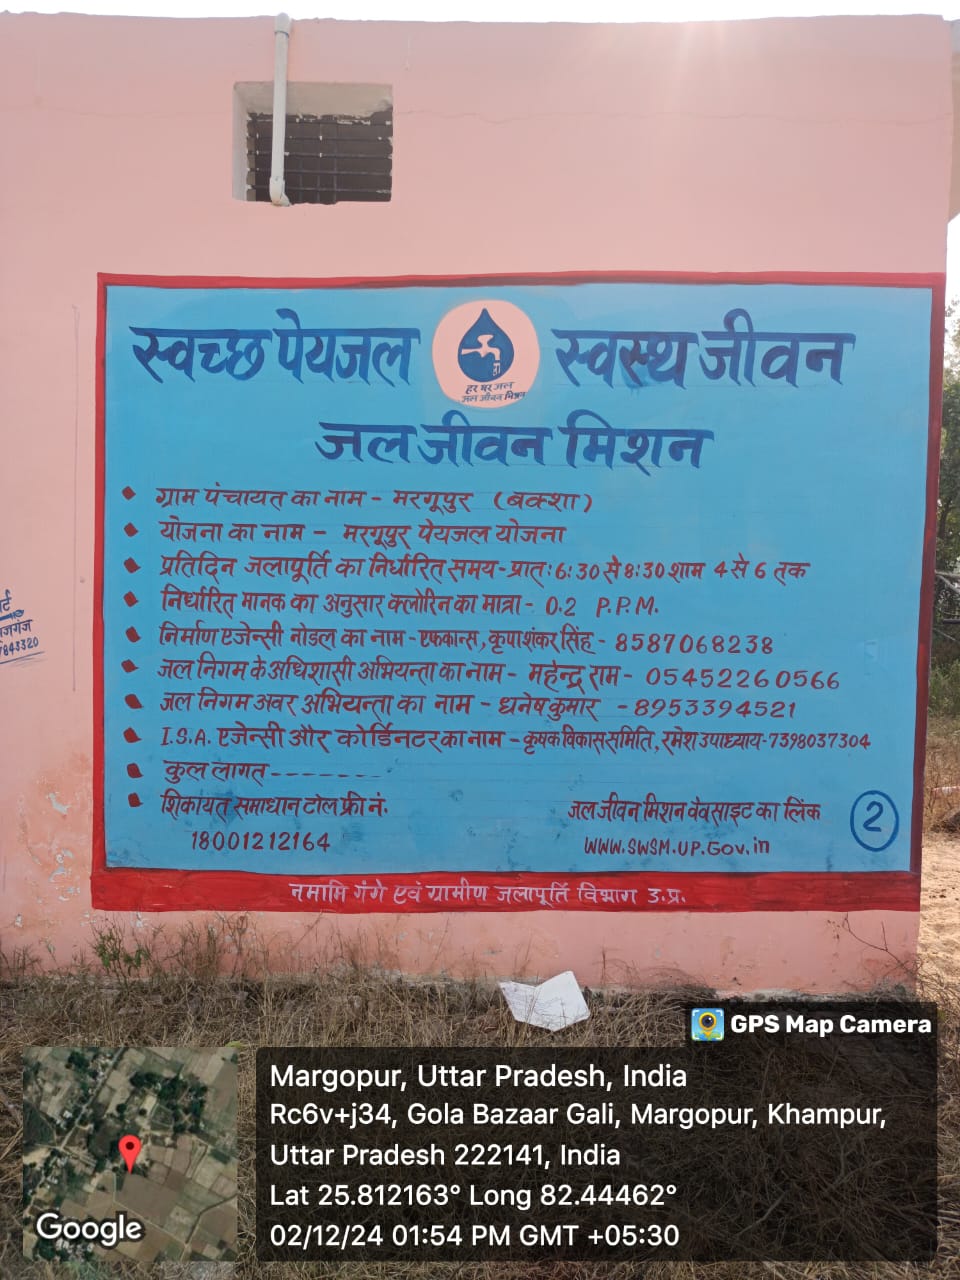 स्वच्छ पेयजल स्वस्थ जीवन
हर घर जल
जल जीवन मिशन
जल जीवन मिशन
ग्राम पंचायत का नाम - मरगूपुर (बक्शा)
योजना का नाम - मरगूपुर पेयजल योजना
प्रतिदिन जलापूर्ति का निर्धारित समय - प्रातः 6:30 से 8:30 शाम 4 से 6 तक
निर्धारित मानक का अनुसार क्लोरिन का मात्रा - 0.2 P.P.M.
निर्माण एजेन्सी नोडल का नाम - एफकान्स, कृपाशंकर सिंह - 8587068238
जल निगम के अधिशासी अभियन्ता का नाम - महेन्द्र राम - 05452260566
जल निगम अवर अभियन्ता का नाम - धनेष कुमार - 8953394521
I.S.A. एजेन्सी और कोर्डिनटर का नाम - कृषक विकास समिति, रमेश उपाध्याय - 7398037304
कुल लागत--------
शिकायत समाधान टोल फ्री नं. जल जीवन मिशन वेवसाइट का लिंक
18001212164 www.swsm.up.Gov.in
2
नमामि गंगे एवं ग्रामीण जलापूर्ति विभाग उ.प्र.
7843320
GPS Map Camera
Margopur, Uttar Pradesh, India
Rc6v+j34, Gola Bazaar Gali, Margopur, Khampur,
Uttar Pradesh 222141, India
Lat 25.812163° Long 82.44462°
02/12/24 01:54 PM GMT +05:30
Google